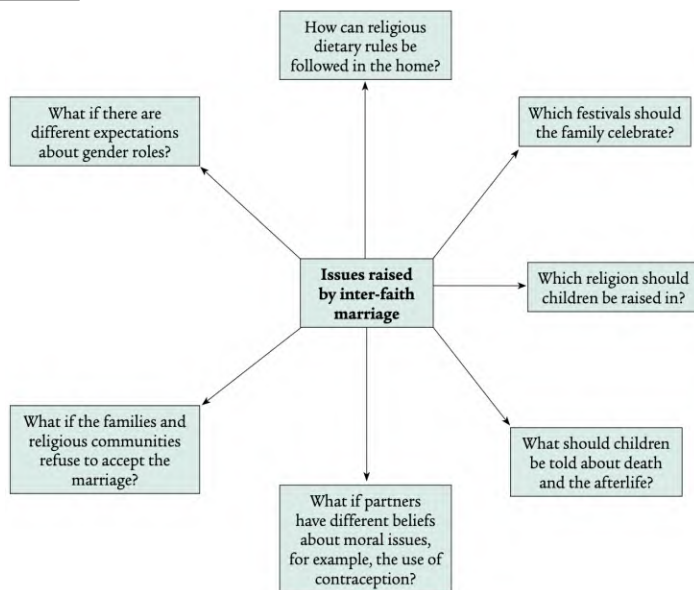 How can religious
dietary rules be
followed in the home?
What if there are
different expectations
about gender roles?
Which festivals should
the family celebrate?
Issues raised
by inter-faith
marriage
Which religion should
children be raised in?
What if the families and
religious communities
refuse to accept the
marriage?
What should children
be told about death
and the afterlife?
What if partners
have different beliefs
about moral issues,
for example, the use of
contraception?